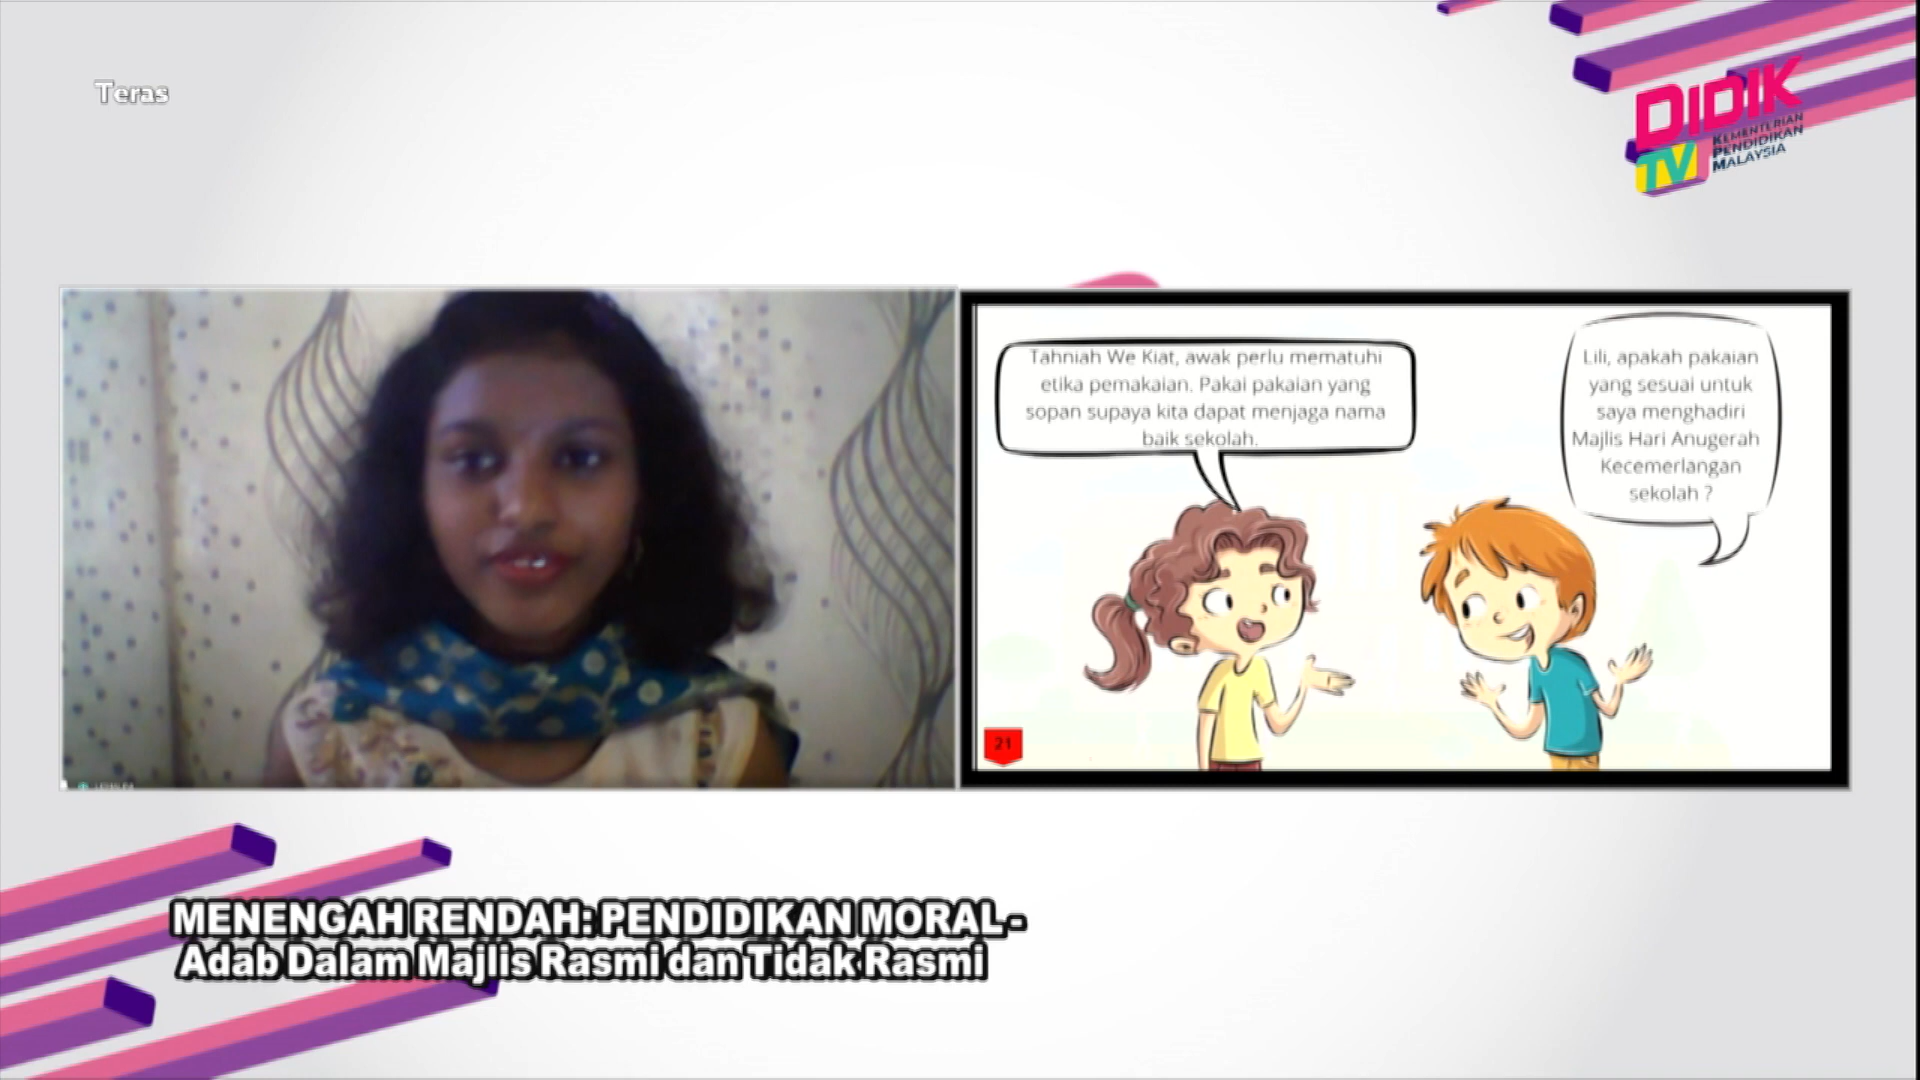 Teras
DIDIK
TV
KEMENTERIAN
PENDIDIKAN
MALAYSIA
Tahniah We Kiat, awak perlu mematuhi
etika pemakaian. Pakai pakaian yang
sopan supaya kita dapat menjaga nama
baik sekolah.
Lili, apakah pakaian
yang sesuai untuk
saya menghadiri
Majlis Hari Anugerah
Kecemerlangan
sekolah ?
21
MENENGAH RENDAH: PENDIDIKAN MORAL -
Adab Dalam Majlis Rasmi dan Tidak Rasmi